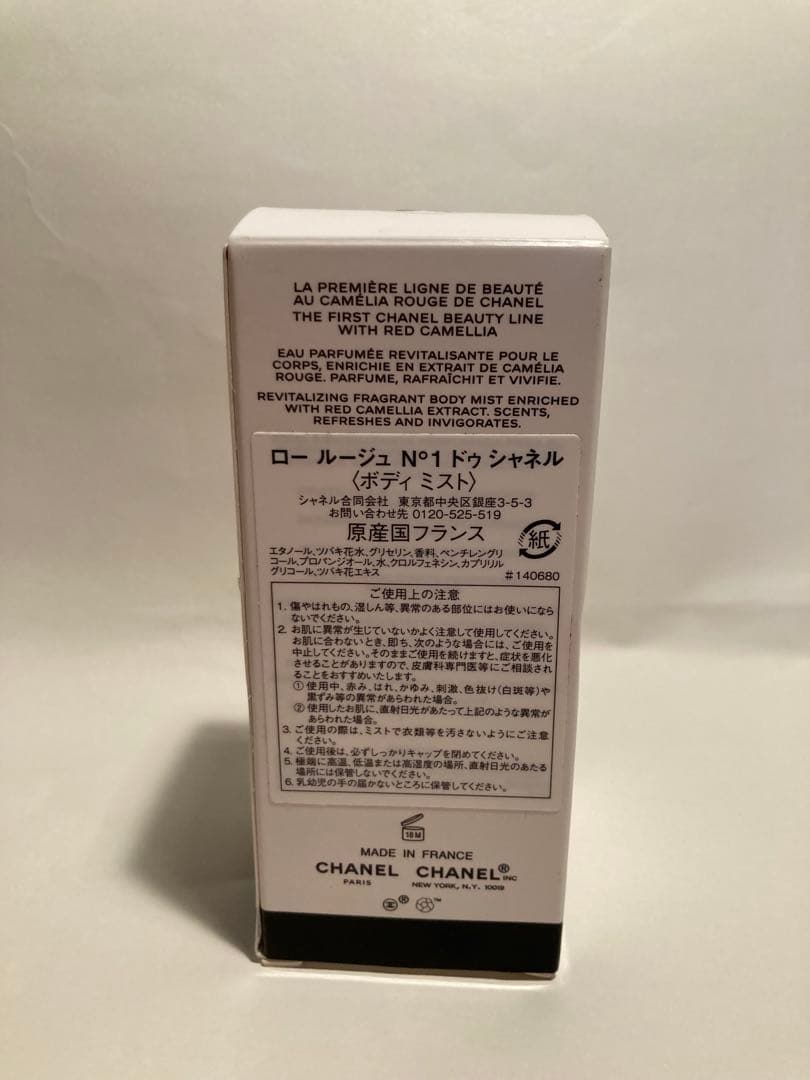 LA PREMIÈRE LIGNE DE BEAUTÉ
AU CAMÉLIA ROUGE DE CHANEL
THE FIRST CHANEL BEAUTY LINE
WITH RED CAMELLIA
EAU PARFUMÉE REVITALISANTE POUR LE
CORPS, ENRICHIE EN EXTRAIT DE CAMÉLIA
ROUGE. PARFUME, RAFRAÎCHIT ET VIVIFIE.
REVITALIZING FRAGRANT BODY MIST ENRICHED
WITH RED CAMELLIA EXTRACT. SCENTS,
REFRESHES AND INVIGORATES.
ロー ルージュ N°1 ドゥ シャネル
〈ボディ ミスト〉
シャネル合同会社 東京都中央区銀座3-5-3
お問い合わせ先 0120-525-519
原産国フランス
紙
エタノール、ツバキ花水、グリセリン、香料、ペンチレングリ
コール、プロパンジオール、水、クロルフェネシン、カプリリル
グリコール、ツバキ花エキス
#140680
ご使用上の注意
1. 傷やはれもの、湿しん等、異常のある部位にはお使いになら
ないでください。
2. お肌に異常が生じていないかよく注意して使用してください。
お肌に合わないとき、即ち、次のような場合には、ご使用を
中止してください。そのままご使用を続けますと、症状を悪化
させることがありますので、皮膚科専門医等にご相談され
ることをおすすめいたします。
① 使用中、赤み、はれ、かゆみ、刺激、色抜け(白斑等)や
黒ずみ等の異常があらわれた場合。
② 使用したお肌に、直射日光があたって上記のような異常が
あらわれた場合。
3. ご使用の際は、ミストで衣類等を汚さないようにご注意
ください。
4. ご使用後は、必ずしっかりキャップを閉めてください。
5. 極端に高温、低温または高湿度の場所、直射日光のあたる
場所には保管しないでください。
6. 乳幼児の手の届かないところに保管してください。
18 M
MADE IN FRANCE
CHANEL CHANEL® INC
PARIS NEW YORK, N.Y. 10019
® ™